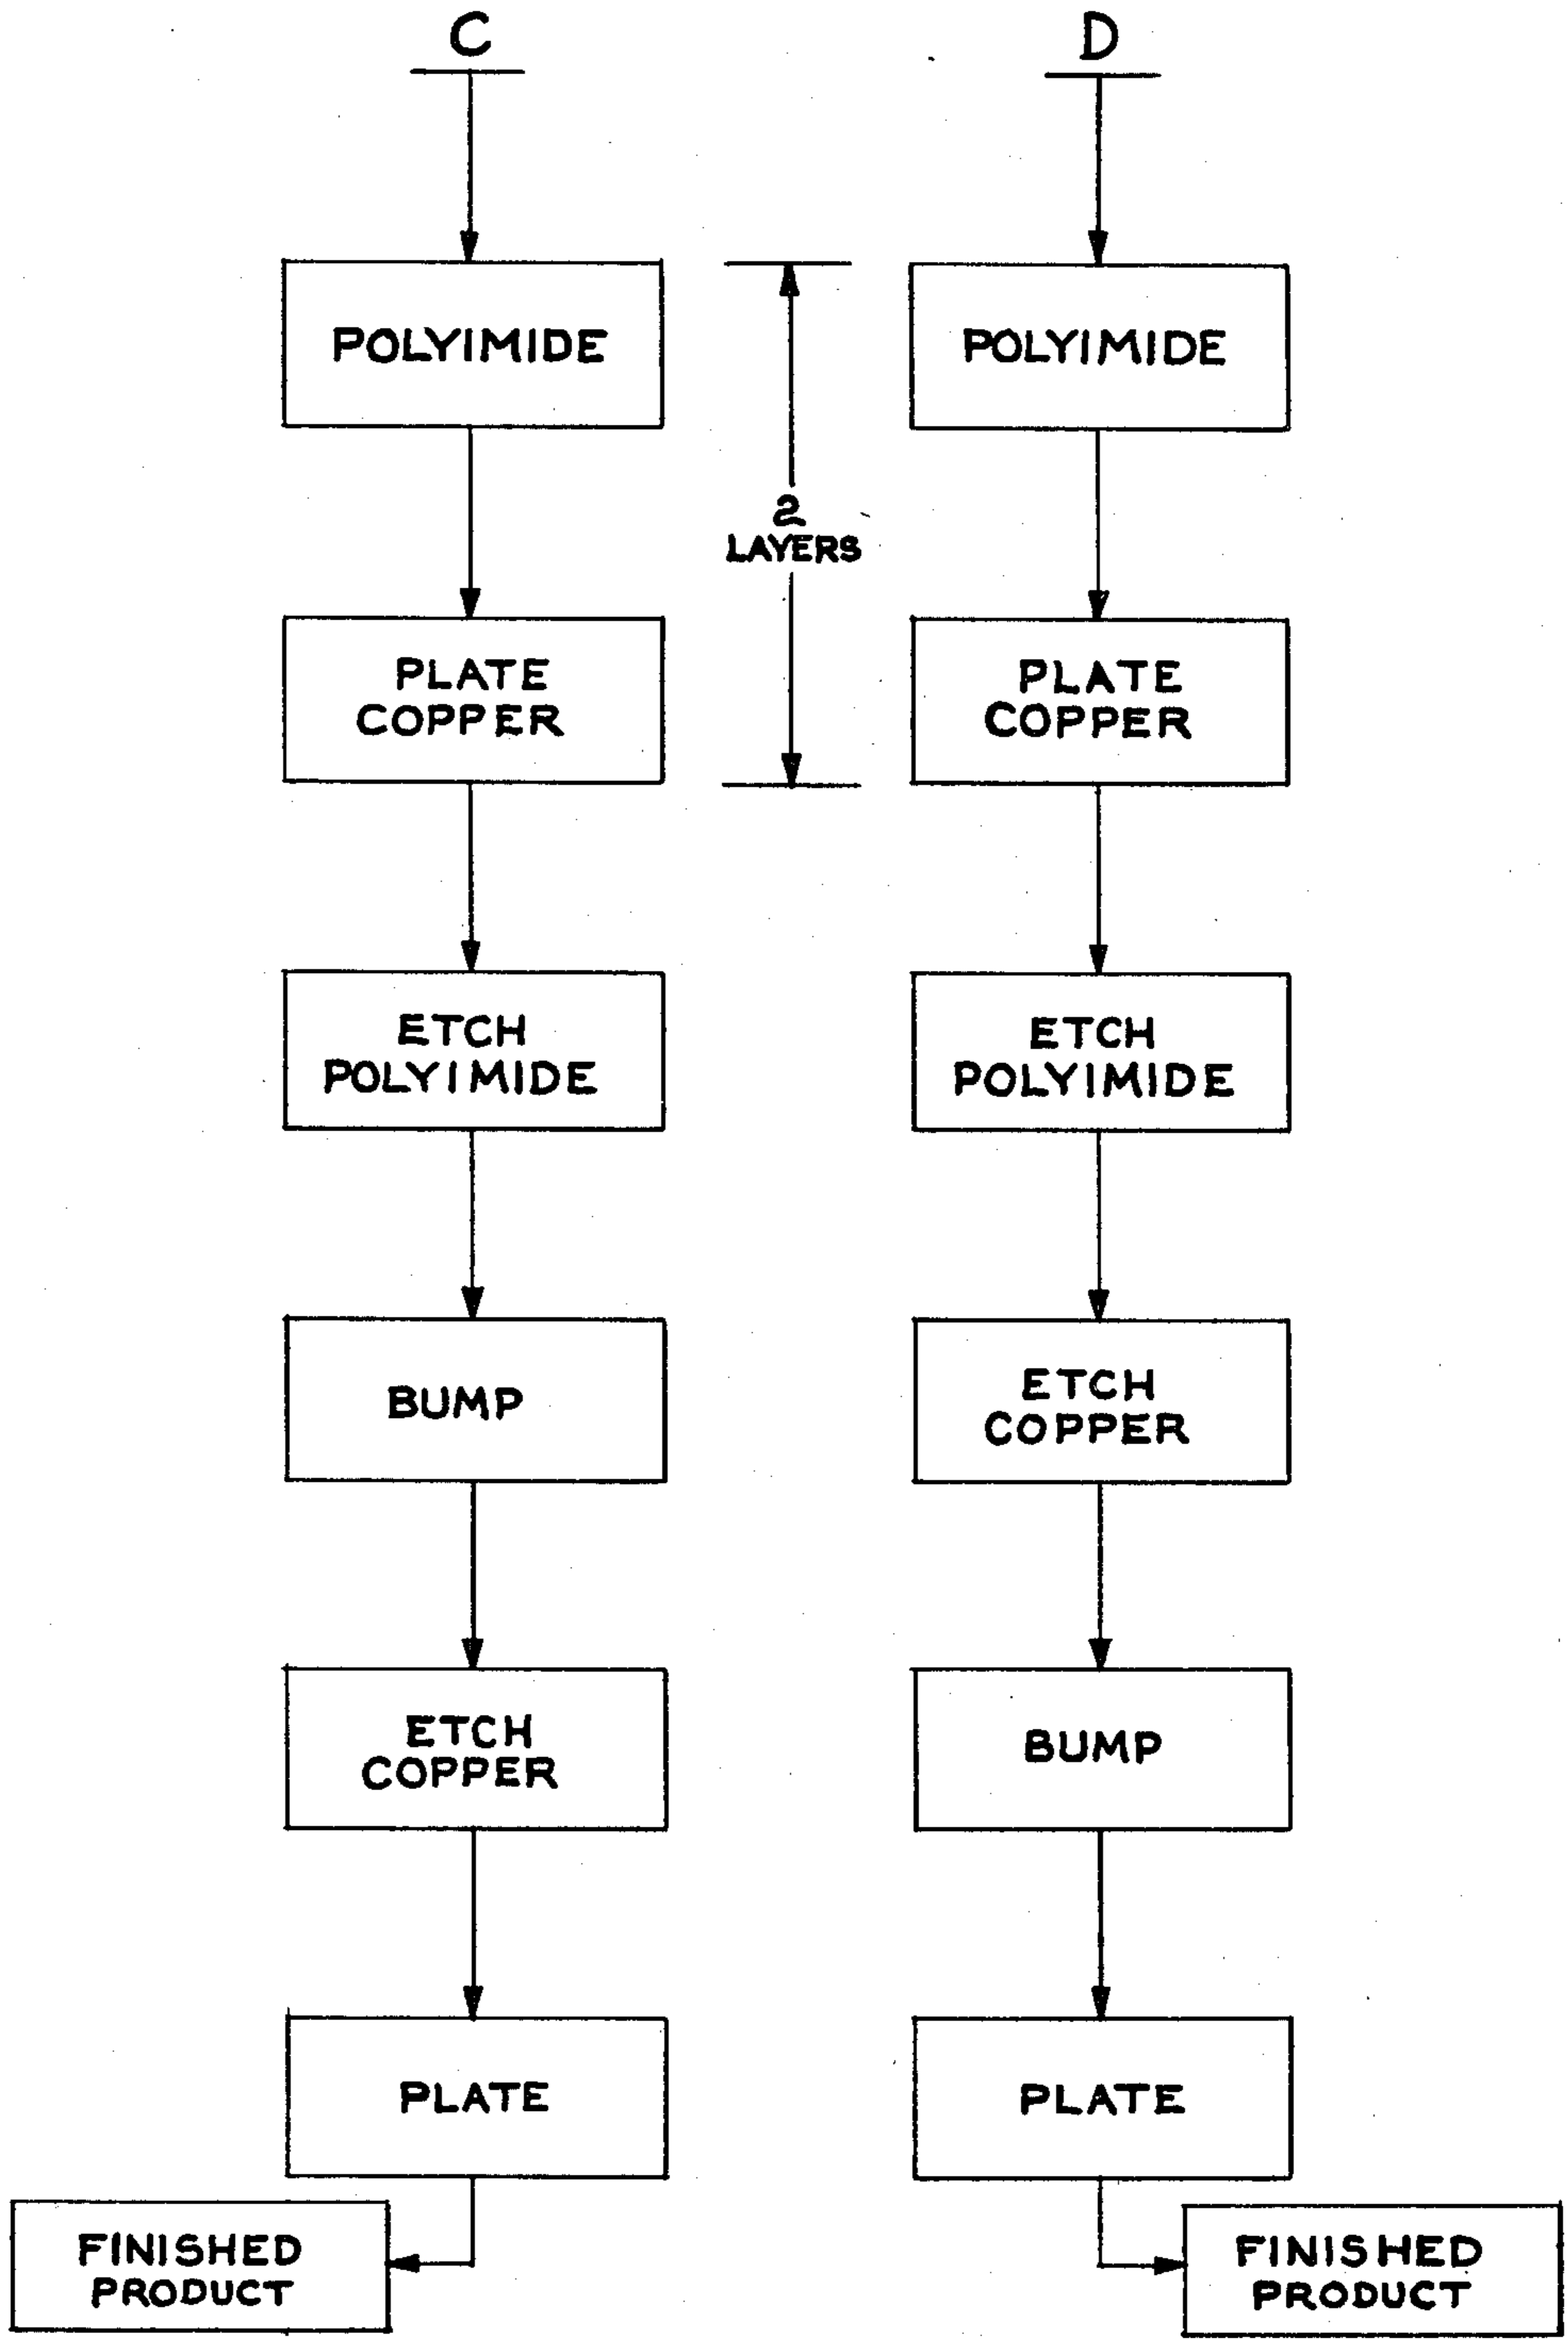 C
POLYIMIDE
PLATE
COPPER
ETCH
POLYIMIDE
BUMP
ETCH
COPPER
PLATE
FINISHED
PRODUCT
2
LAYERS
D
POLYIMIDE
PLATE
COPPER
ETCH
POLYIMIDE
ETCH
COPPER
BUMP
PLATE
FINISHED
PRODUCT